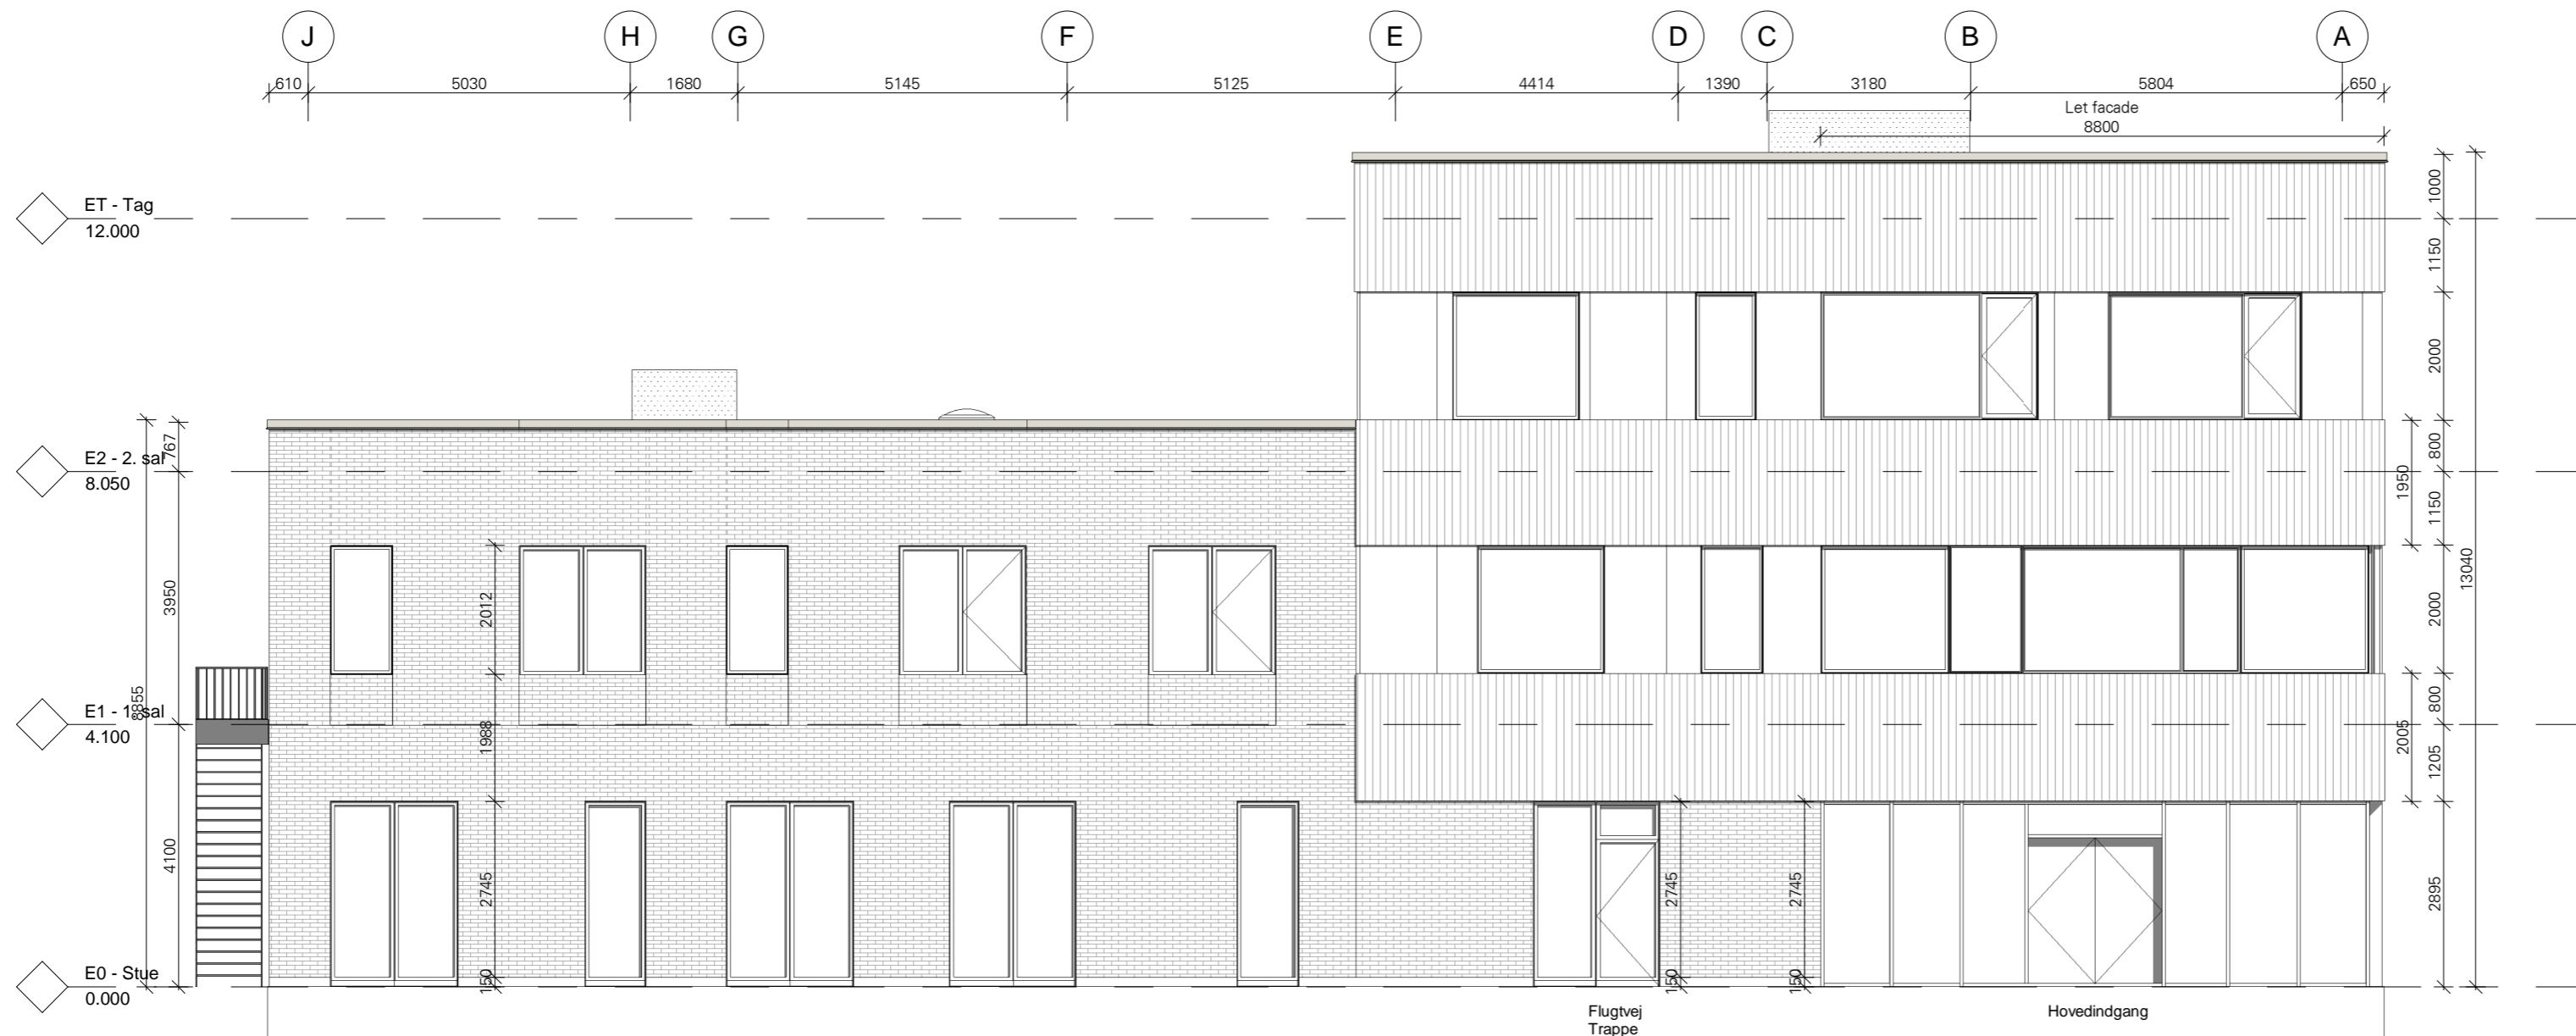 J H G F E D C B A
610 5030 1680 5145 5125 4414 1390 3180 5804 650
Let facade
8800
ET - Tag
12.000
1000
1150
2000
767
E2 - 2. sal
8.050
800
1950
1150
3950
2012
13040
2000
8855
E1 - 1. sal
4.100
1988
800
2005
1205
4100
2745
2745
2745
2895
E0 - Stue
0.000
150
150
150
Flugtvej
Trappe
Hovedindgang